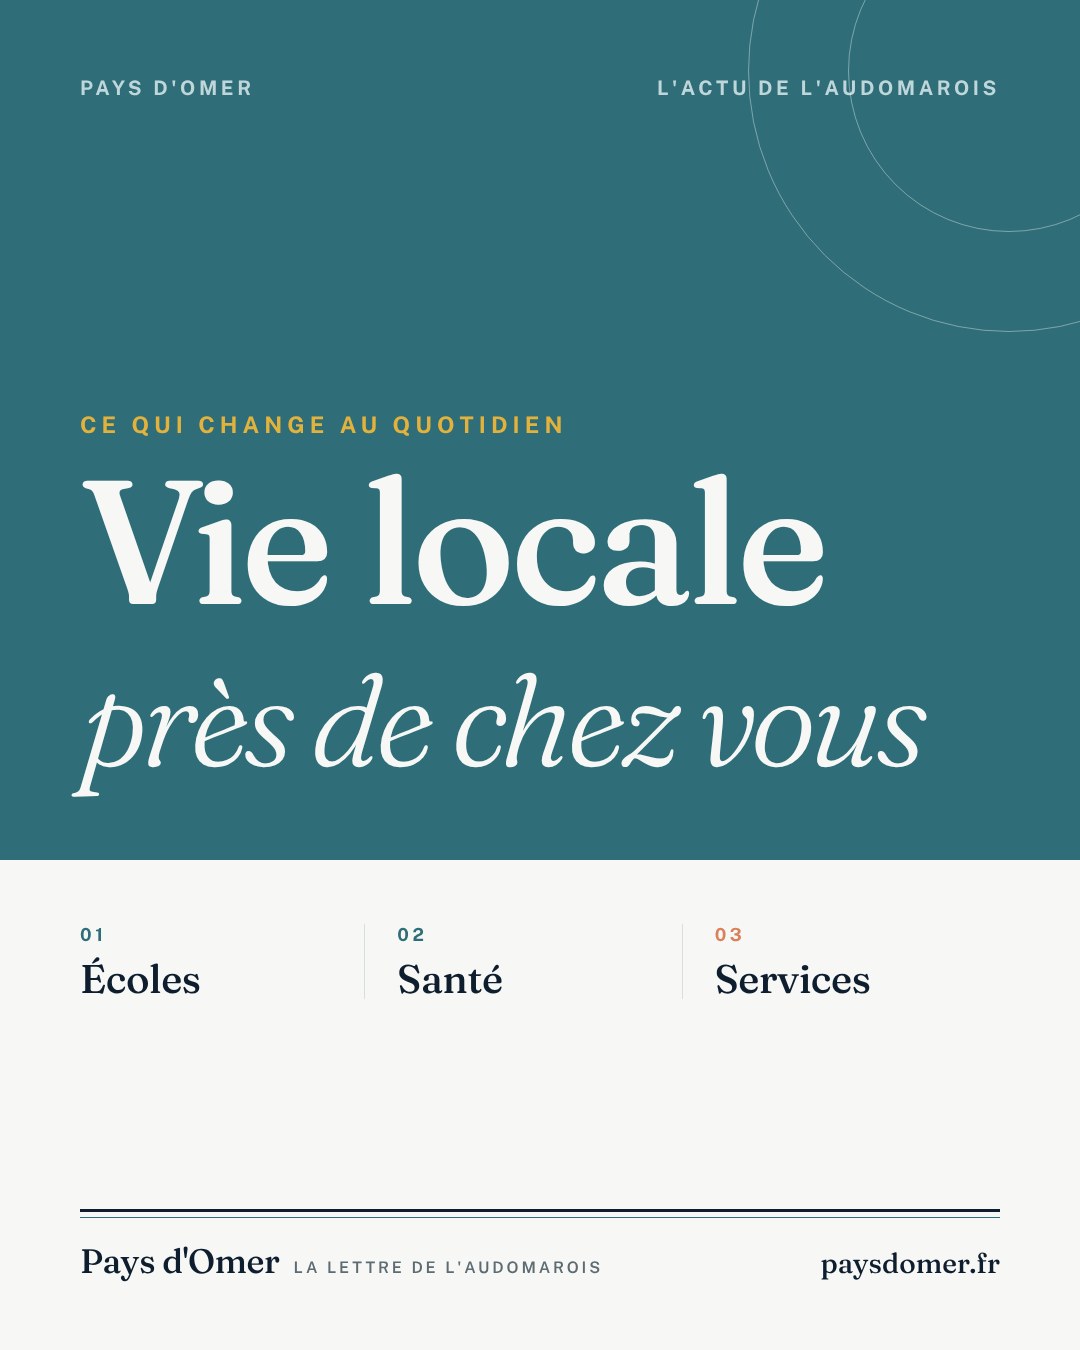 PAYS D'OMER
L'ACTU DE L'AUDOMAROIS
CE QUI CHANGE AU QUOTIDIEN
Vie locale
près de chez vous
01
Écoles
02
Santé
03
Services
Pays d'Omer LA LETTRE DE L'AUDOMAROIS
paysdomer.fr